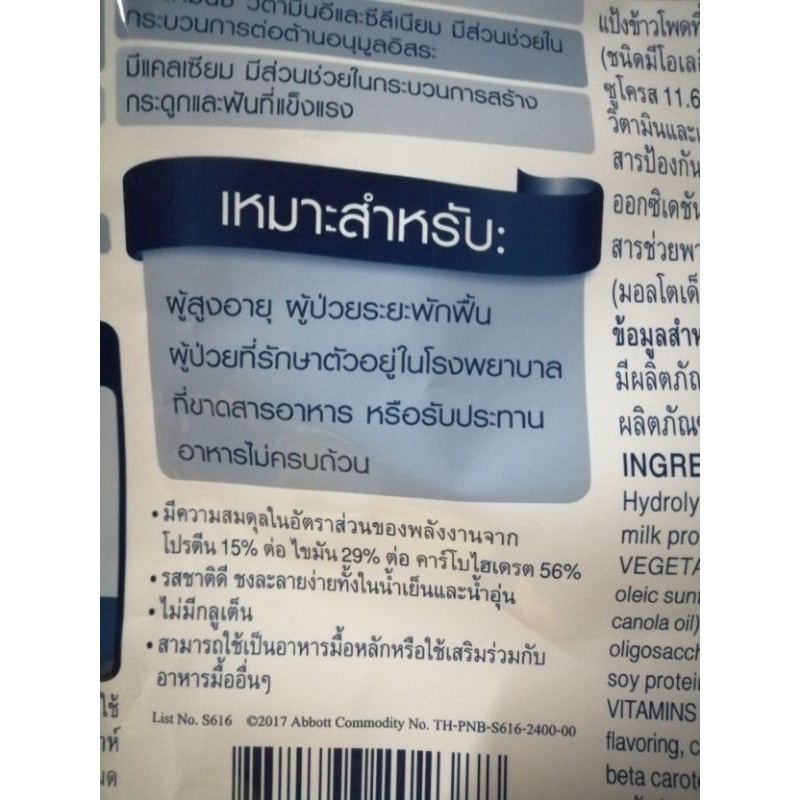 วิตามินอีและซีลีเนียม มีส่วนช่วยใน
กระบวนการต่อต้านอนุมูลอิสระ
มีแคลเซียม มีส่วนช่วยในกระบวนการสร้าง
กระดูกและฟันที่แข็งแรง
เหมาะสำหรับ:
ผู้สูงอายุ ผู้ป่วยระยะพักฟื้น
ผู้ป่วยที่รักษาตัวอยู่ในโรงพยาบาล
ที่ขาดสารอาหาร หรือรับประทาน
อาหารไม่ครบถ้วน
• มีความสมดุลในอัตราส่วนของพลังงานจาก
โปรตีน 15% ต่อ ไขมัน 29% ต่อ คาร์โบไฮเดรต 56%
• รสชาติดี ชงละลายง่ายทั้งในน้ำเย็นและน้ำอุ่น
• ไม่มีกลูเต็น
• สามารถใช้เป็นอาหารมื้อหลักหรือใช้เสริมร่วมกับ
อาหารมื้ออื่นๆ
List No. S616 ©2017 Abbott Commodity No. TH-PNB-S616-2400-00
แป้งข้าวโพดที่
(ชนิดมีโอเล
ซูโครส 11.6
วิตามินและ
สารป้องกัน
ออกซิเดชัน
สารช่วยพา
(มอลโตเด็
ข้อมูลสำห
มีผลิตภัณ
ผลิตภัณ
INGRE
Hydroly
milk pro
VEGETA
oleic sunf
canola oil)
oligosacch
soy protein
VITAMINS
flavoring, c
beta carot